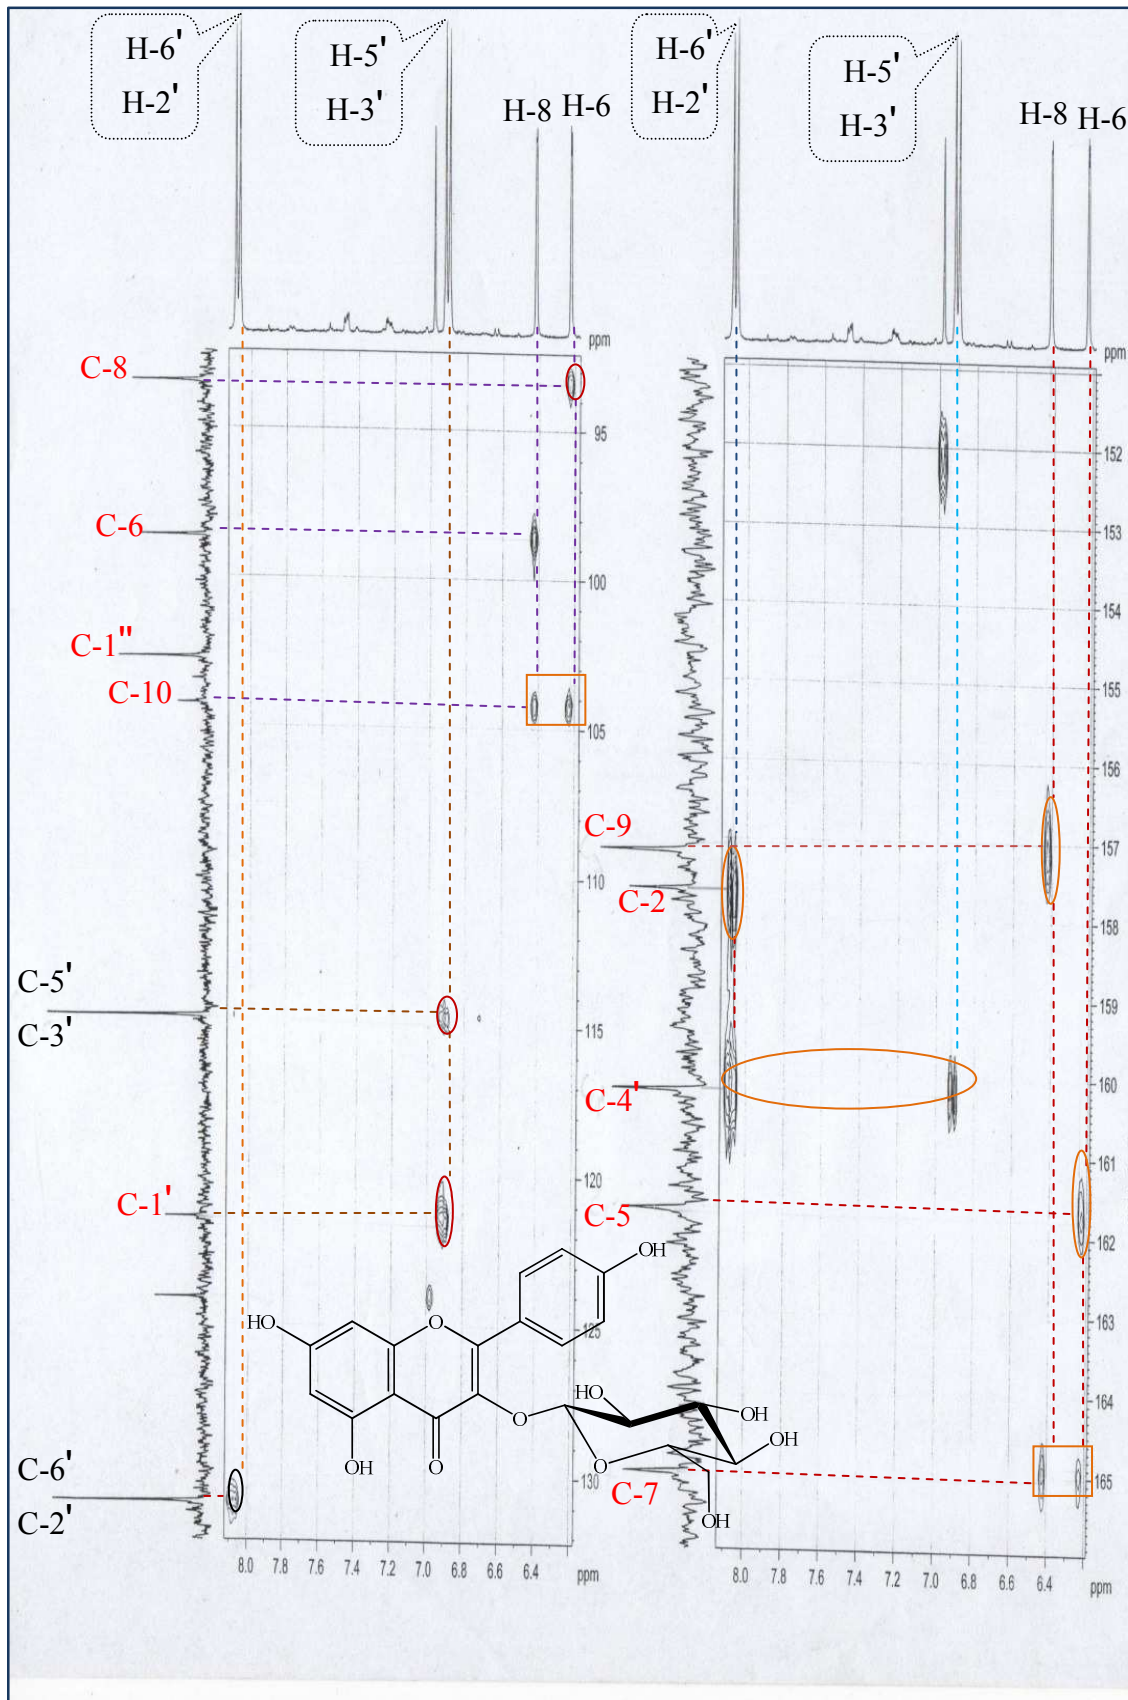 H-6'
H-2'
H-5'
H-3'
H-8
H-6
H-6'
H-2'
H-5'
H-3'
H-8
H-6
ppm
ppm
C-8
95
152
C-6
153
100
154
C-1"
C-10
155
105
156
C-9
157
110
C-2
158
C-5'
C-3'
159
115
C-4'
160
161
120
C-1'
C-5
162
OH
163
125
HO
O
164
HO
OH
O
OH
OH
O
O
C-6'
C-2'
130
C-7
165
OH
8.0
7.8
7.6
7.4
7.2
7.0
6.8
6.6
6.4
ppm
8.0
7.8
7.6
7.4
7.2
7.0
6.8
6.6
6.4
ppm